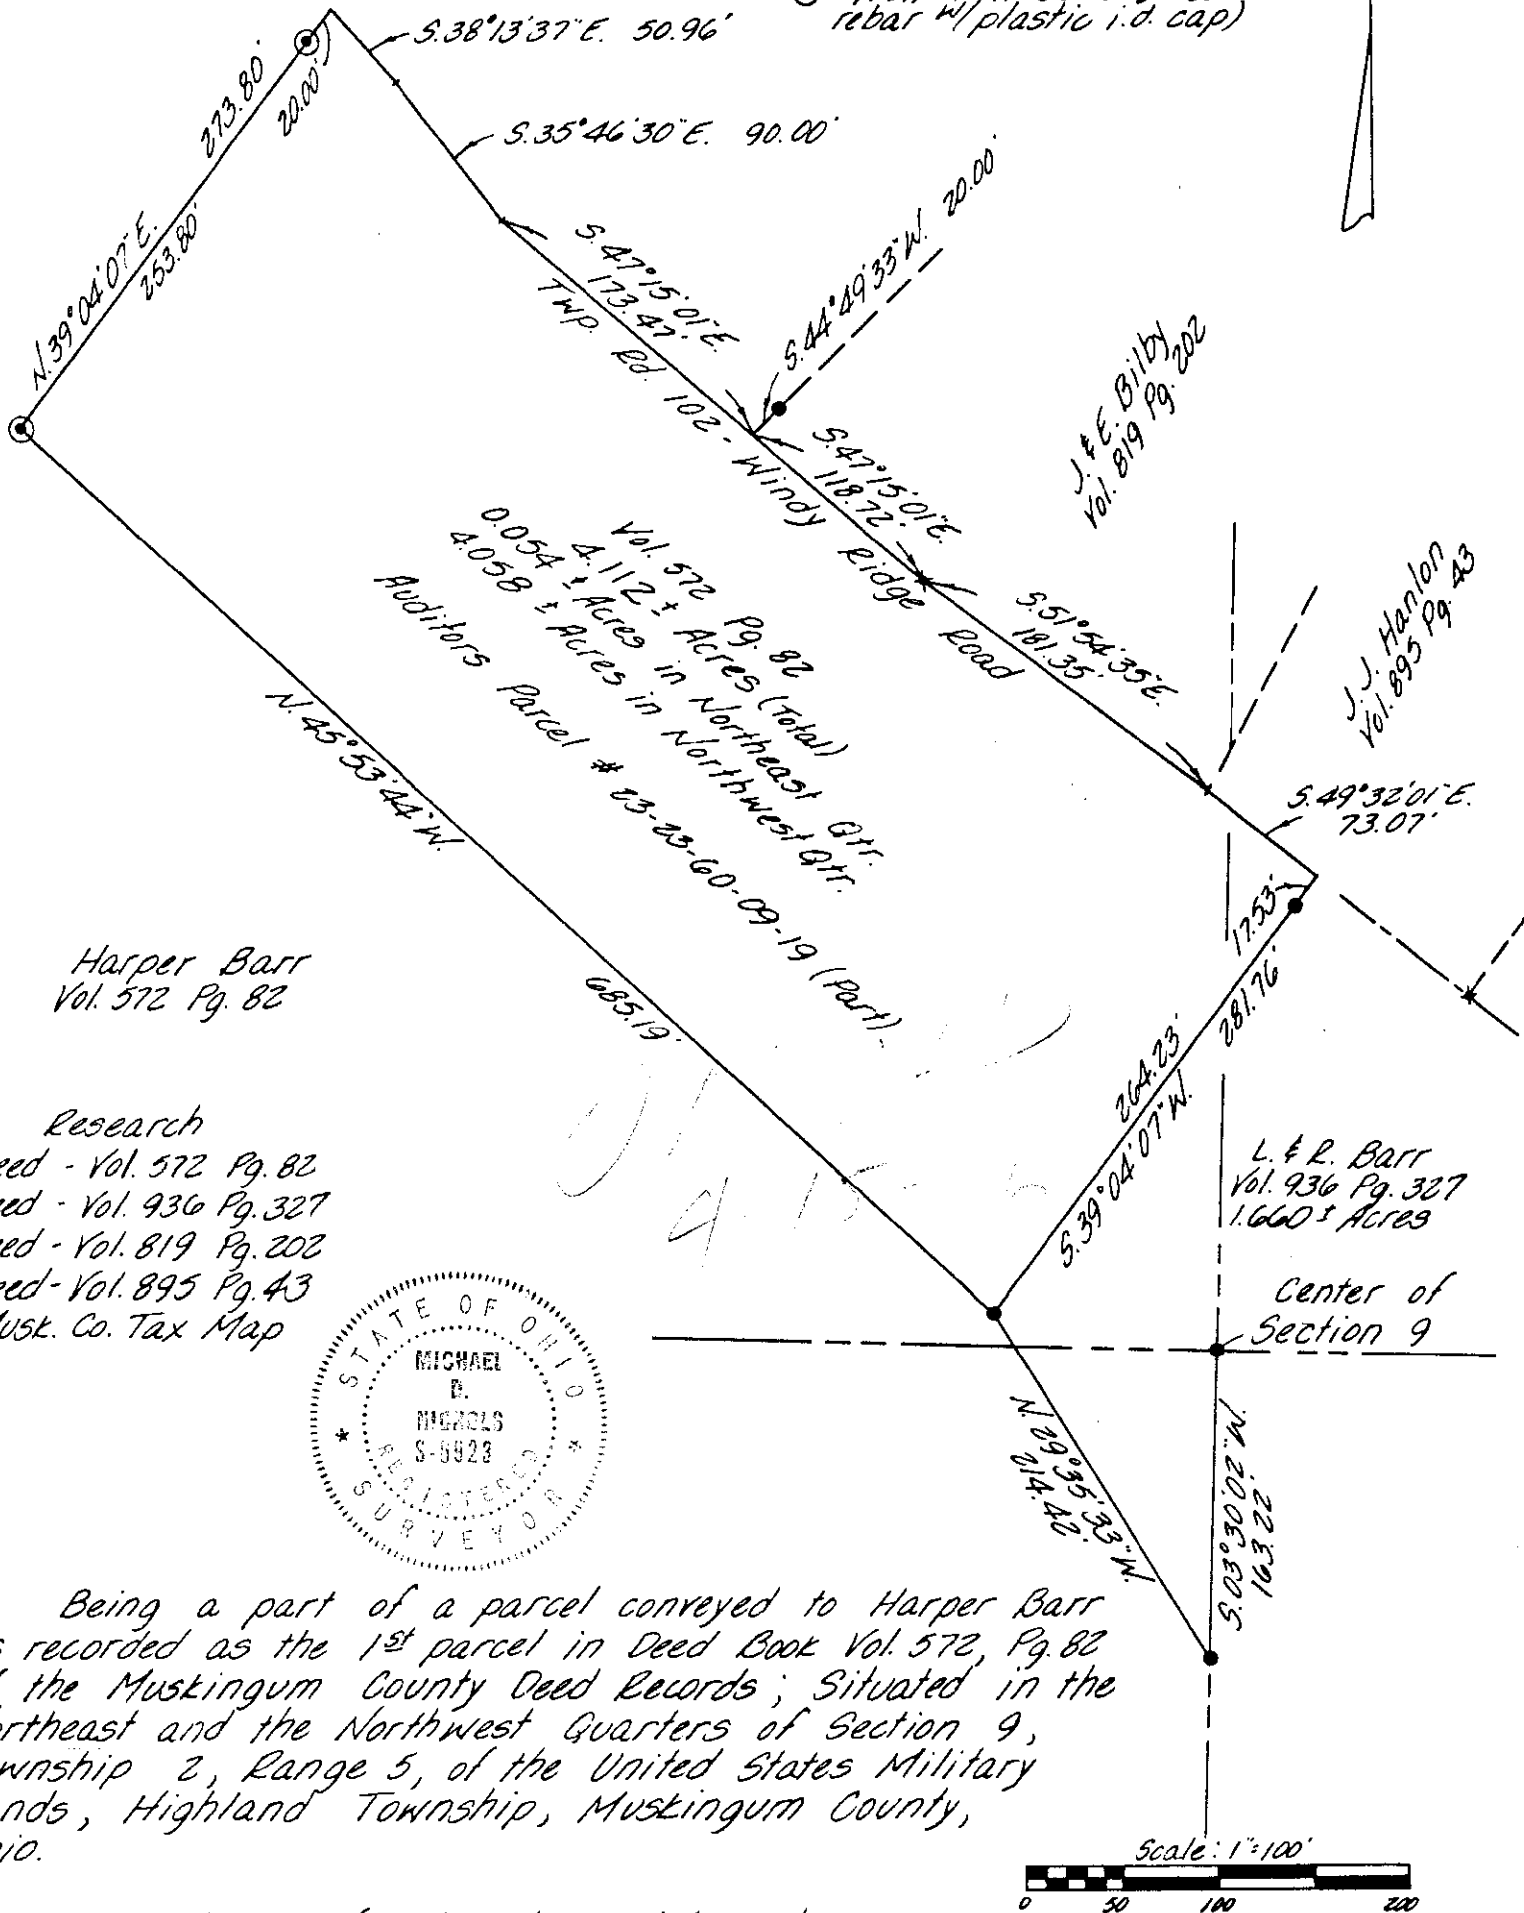 rebar w/plastic i.d. cap)
S.38°13'37"E. 50.96'
273.80'
20.00'
S.35°46'30"E. 90.00'
N.39°04'07"E.
253.80'
S.47°15'01"E.
173.47'
S.44°49'33"W. 20.00'
Twp. Rd. 102 - Windy Ridge Road
S.47°15'01"E.
118.72'
J. & E. Bilby
Vol. 819 Pg. 202
S.51°54'35"E.
181.35'
J. J. Hanlon
Vol. 895 Pg. 43
S.49°32'01"E.
73.07'
Vol. 572 Pg. 82
4.112 ± Acres (Total)
0.054 ± Acres in Northeast Qtr.
4.058 ± Acres in Northwest Qtr.
Auditors Parcel # 23-23-60-09-19 (Part)
N.45°53'44"W.
685.19'
17.53'
264.23'
281.76'
S.39°04'07"W.
Harper Barr
Vol. 572 Pg. 82
Research
eed - Vol. 572 Pg. 82
ed - Vol. 936 Pg. 327
eed - Vol. 819 Pg. 202
eed - Vol. 895 Pg. 43
usk. Co. Tax Map
L. & R. Barr
Vol. 936 Pg. 327
1.660 ± Acres
Center of
Section 9
STATE OF OHIO
MICHAEL
D.
NICHOLS
REGISTERED
SURVEYOR
N. 29°35'33"W.
214.42'
S.03°30'02"W.
163.22'
Being a part of a parcel conveyed to Harper Barr
s recorded as the 1st parcel in Deed Book Vol. 572, Pg. 82
f the Muskingum County Deed Records; Situated in the
ortheast and the Northwest Quarters of Section 9,
wnship 2, Range 5, of the United States Military
nds, Highland Township, Muskingum County,
io.
Scale: 1"=100'
0 50 100 200